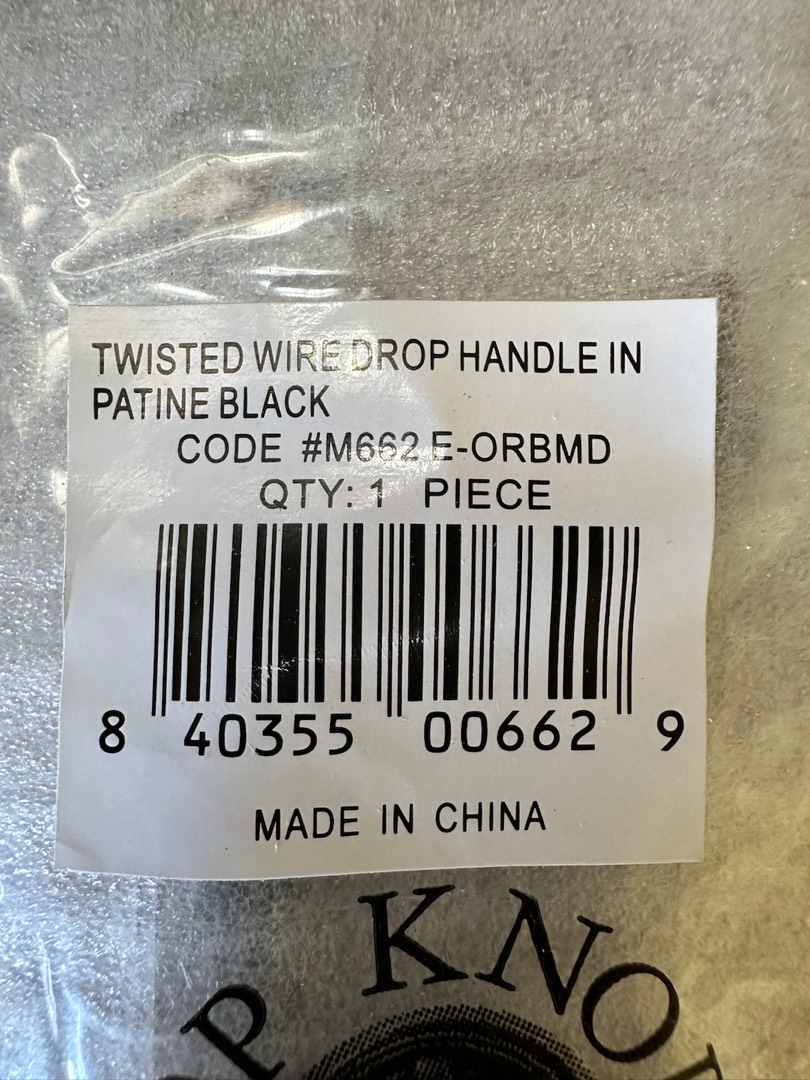 TWISTED WIRE DROP HANDLE IN
PATINE BLACK
CODE #M662 E-ORBMD
QTY: 1 PIECE
8 40355 00662 9
MADE IN CHINA